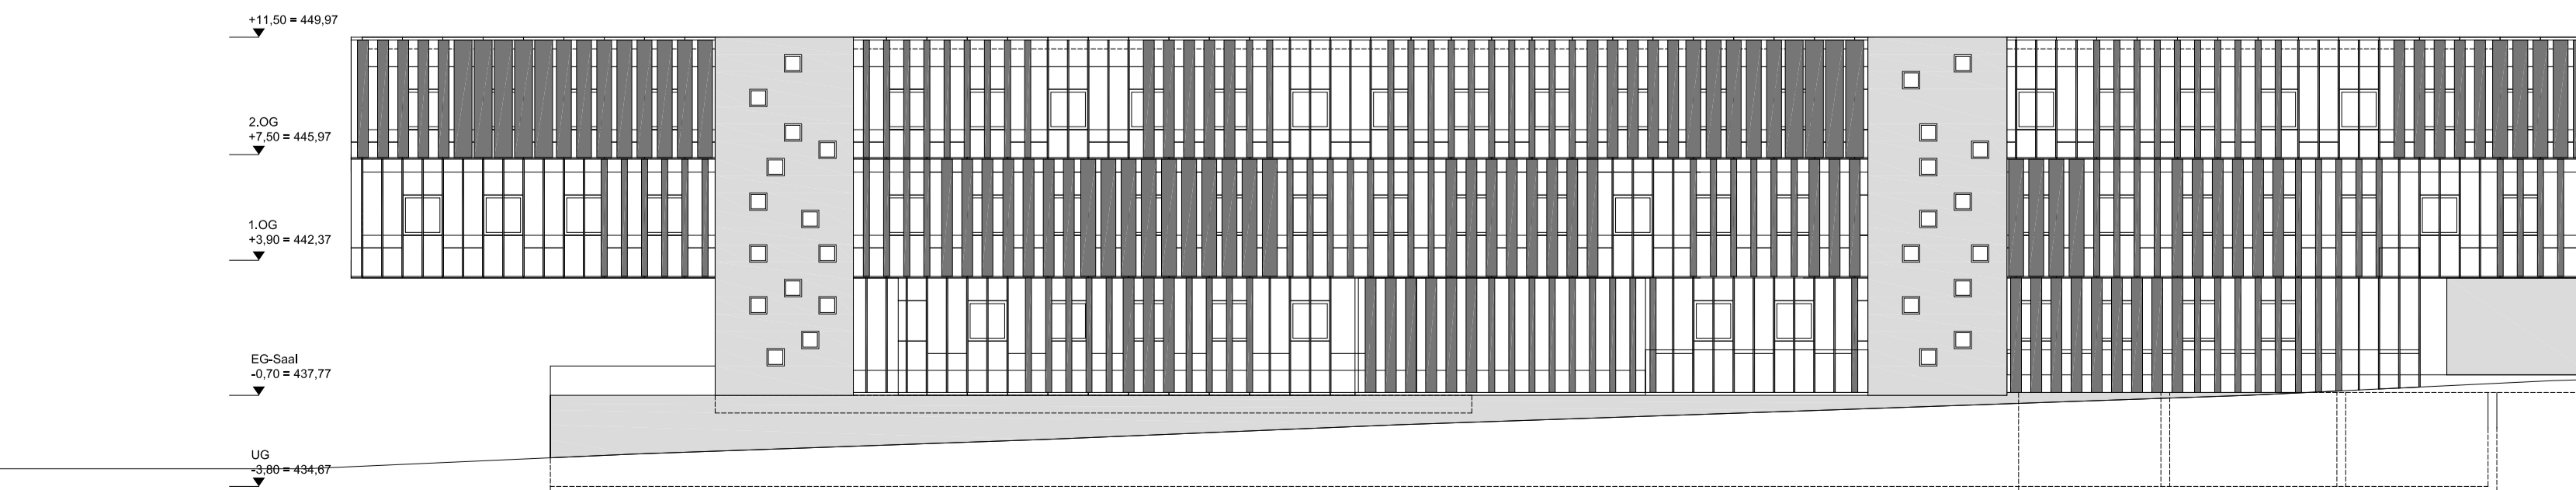 +11,50 = 449,97
2.OG
+7,50 = 445,97
1.OG
+3,90 = 442,37
EG-Saal
-0,70 = 437,77
UG
-3,80 = 434,67